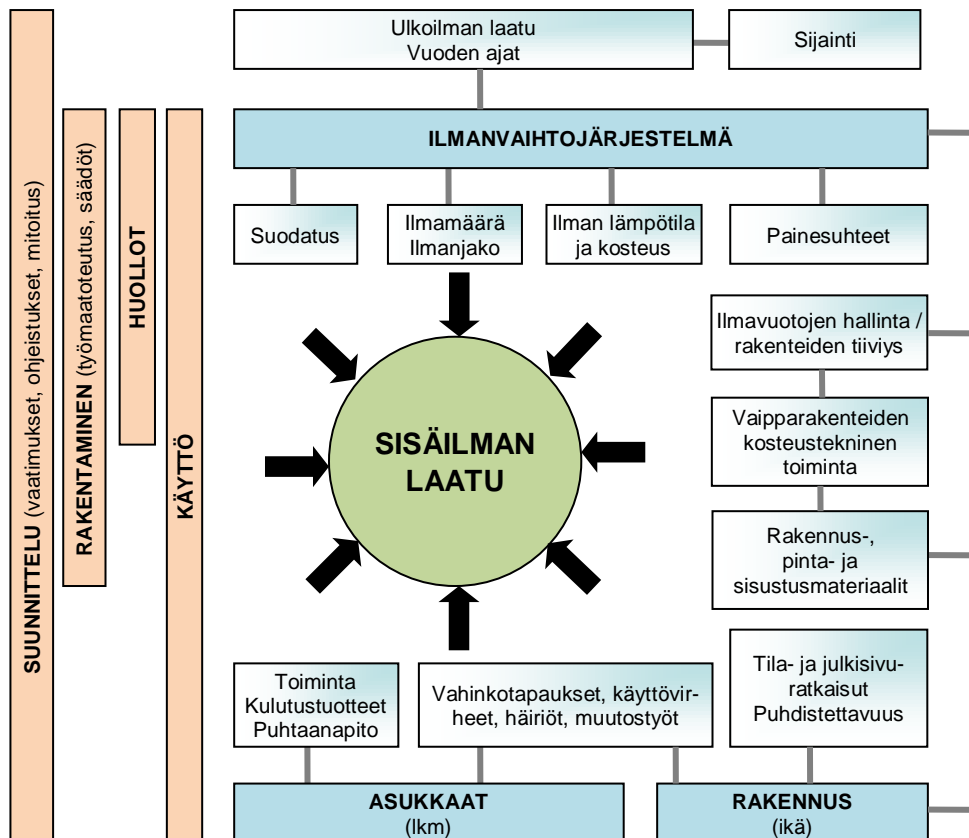 SUUNNITTELU (vaatimukset, ohjeistukset, mitoitus)
RAKENTAMINEN (työmaatoteutus, säädöt)
HUOLLOT
KÄYTTÖ
Ulkoilman laatu
Vuoden ajat
Sijainti
ILMANVAIHTOJÄRJESTELMÄ
Suodatus
Ilmamäärä
Ilmanjako
Ilman lämpötila
ja kosteus
Painesuhteet
Ilmavuotojen hallinta /
rakenteiden tiiviys
Vaipparakenteiden
kosteustekninen
toiminta
SISÄILMAN
LAATU
Rakennus-,
pinta- ja
sisustusmateriaalit
Toiminta
Kulutustuotteet
Puhtaanapito
Vahinkotapaukset, käyttövir-
heet, häiriöt, muutostyöt
Tila- ja julkisivu-
ratkaisut
Puhdistettavuus
ASUKKAAT
(lkm)
RAKENNUS
(ikä)